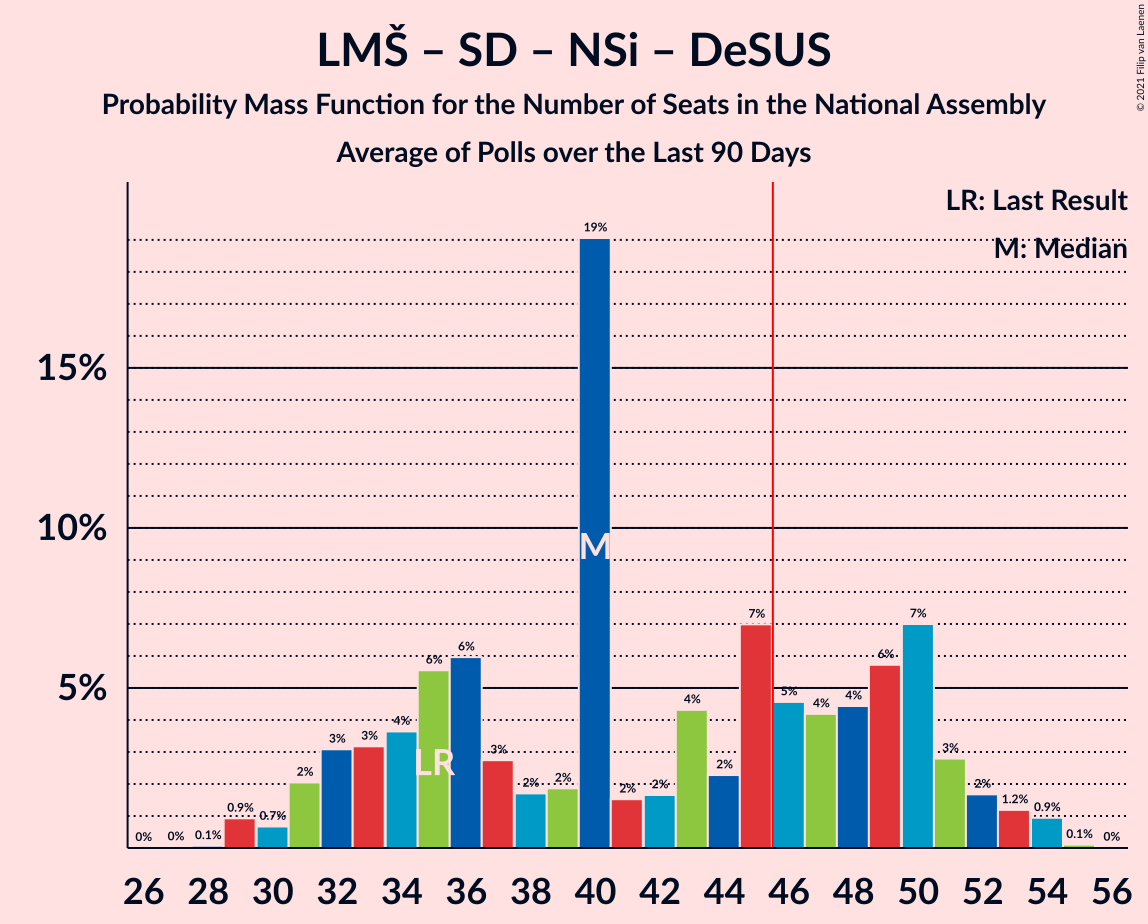 LMŠ – SD – NSi – DeSUS
Probability Mass Function for the Number of Seats in the National Assembly
Average of Polls over the Last 90 Days
© 2021 Filip van Laenen
LR: Last Result
M: Median
15%
10%
5%
0% 0% 0.1% 0.9% 0.7% 2% 3% 3% 4% 6% 6% 3% 2% 2% 19% 2% 2% 4% 2% 7% 5% 4% 4% 6% 7% 3% 2% 1.2% 0.9% 0.1% 0%
M
LR
26 28 30 32 34 36 38 40 42 44 46 48 50 52 54 56